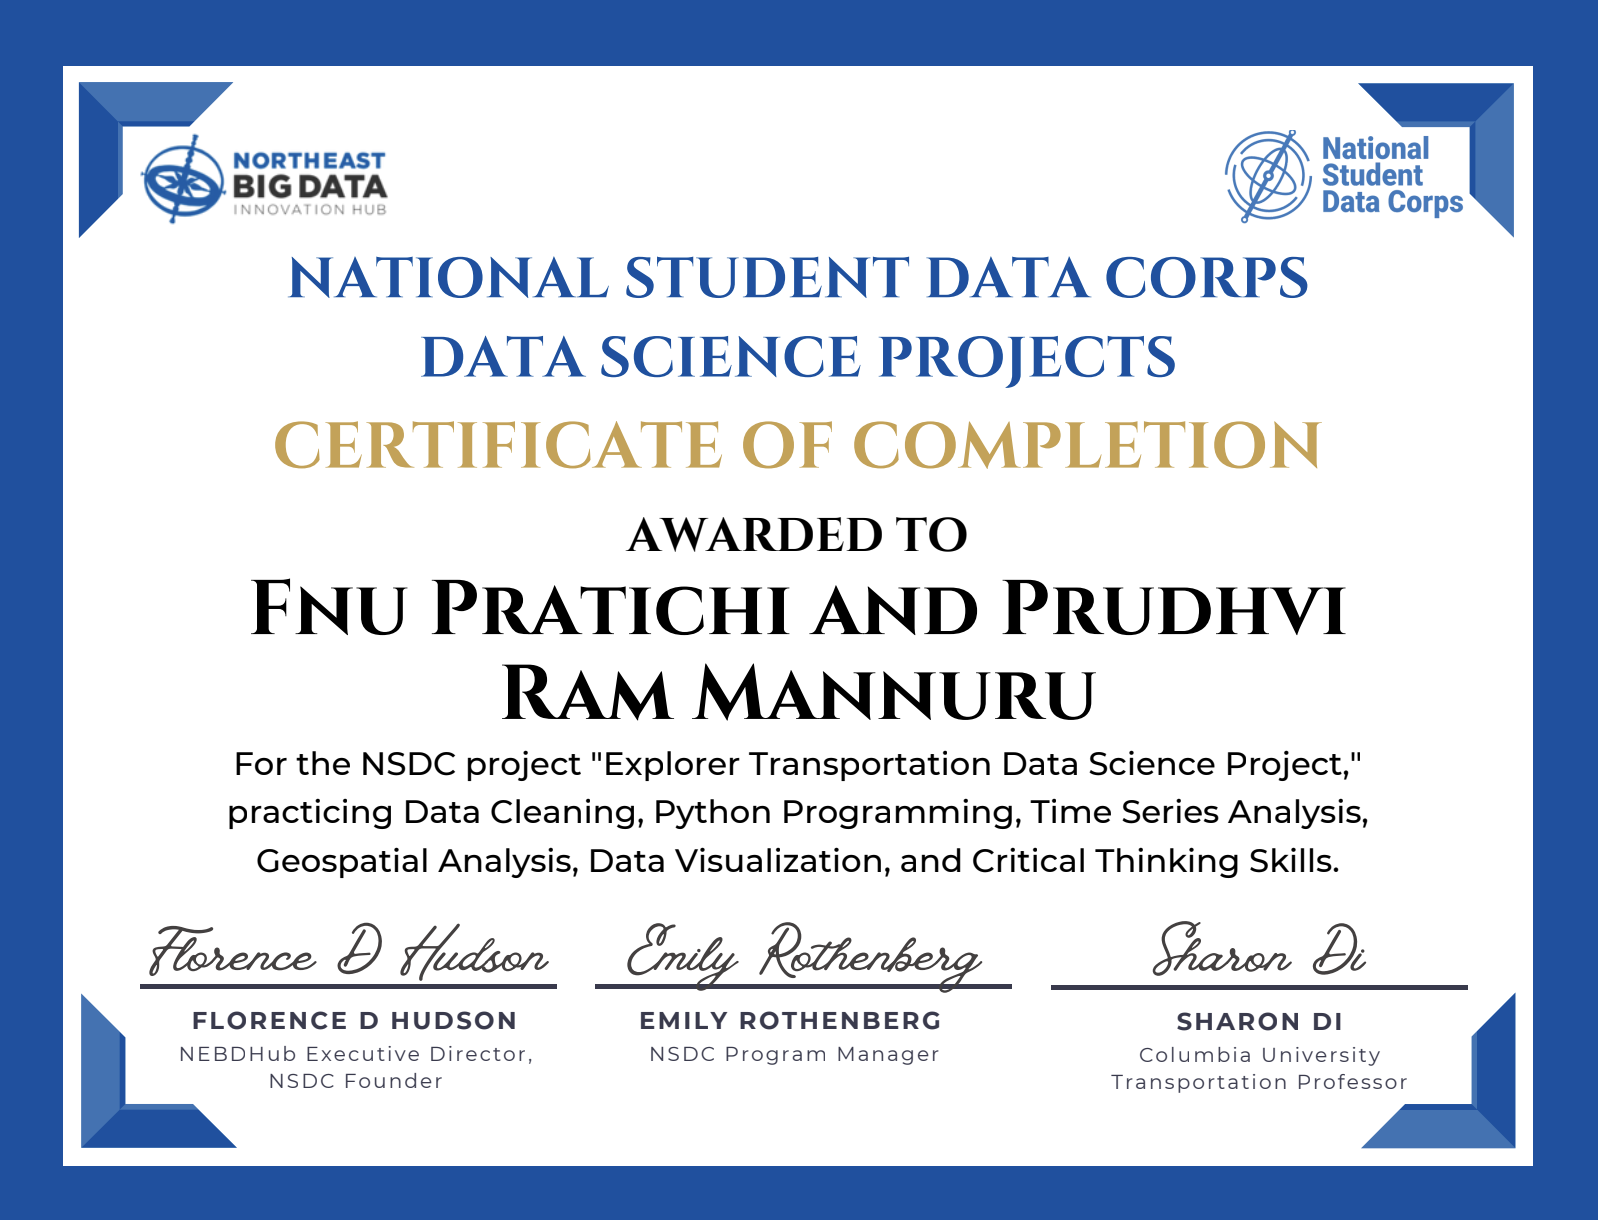 NORTHEAST
BIG DATA
INNOVATION HUB
National
Student
Data Corps
NATIONAL STUDENT DATA CORPS
DATA SCIENCE PROJECTS
CERTIFICATE OF COMPLETION
AWARDED TO
FNU PRATICHI AND PRUDHVI
RAM MANNURU
For the NSDC project "Explorer Transportation Data Science Project,"
practicing Data Cleaning, Python Programming, Time Series Analysis,
Geospatial Analysis, Data Visualization, and Critical Thinking Skills.
Florence D Hudson
FLORENCE D HUDSON
NEBDHub Executive Director,
NSDC Founder
Emily Rothenberg
EMILY ROTHENBERG
NSDC Program Manager
Sharon Di
SHARON DI
Columbia University
Transportation Professor